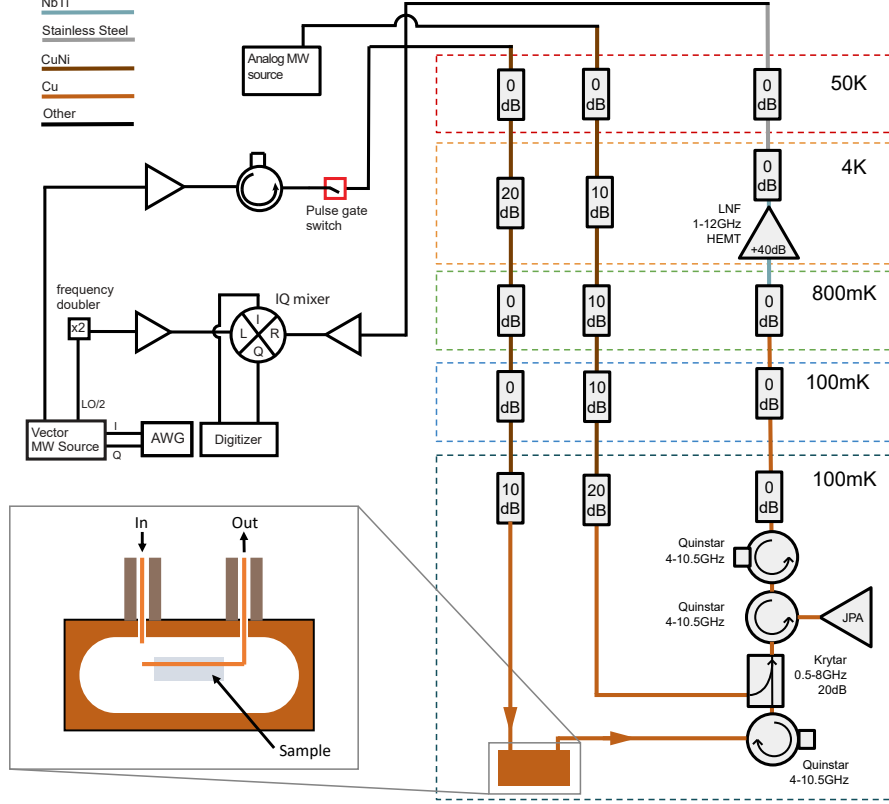 NbTi
Stainless Steel
CuNi
Cu
Other
Analog MW
source
Pulse gate
switch
frequency
doubler
x2
IQ mixer
I
L
R
Q
LO/2
Vector
MW Source
I
Q
AWG
Digitizer
0
dB
0
dB
0
dB
50K
20
dB
10
dB
0
dB
4K
LNF
1-12GHz
HEMT
+40dB
0
dB
10
dB
0
dB
800mK
0
dB
10
dB
0
dB
100mK
10
dB
20
dB
0
dB
100mK
Quinstar
4-10.5GHz
Quinstar
4-10.5GHz
JPA
Krytar
0.5-8GHz
20dB
Quinstar
4-10.5GHz
In
Out
Sample